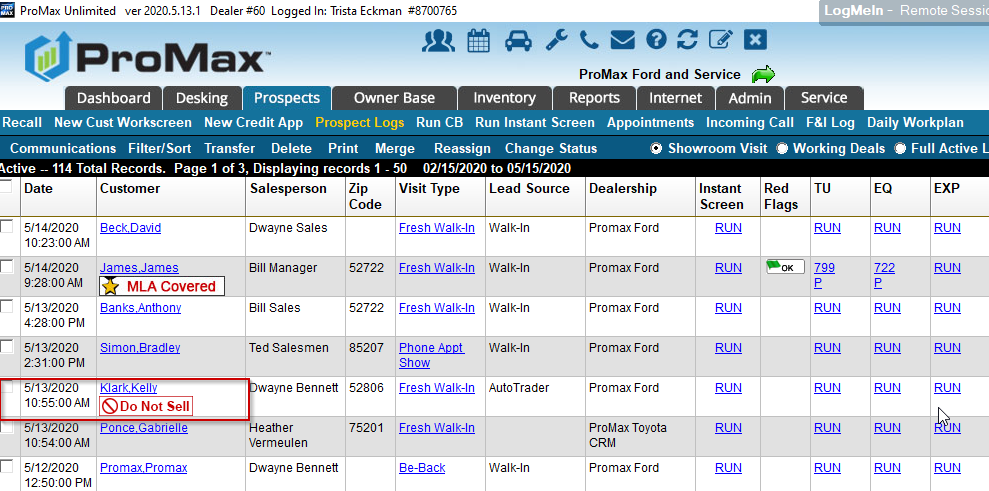 ProMax Unlimited ver 2020.5.13.1 Dealer #60 Logged In: Trista Eckman #8700765
LogMeIn - Remote Sessio
ProMax
ProMax Ford and Service
Dashboard Desking Prospects Owner Base Inventory Reports Internet Admin Service
Recall New Cust Workscreen New Credit App Prospect Logs Run CB Run Instant Screen Appointments Incoming Call F&I Log Daily Workplan
Communications Filter/Sort Transfer Delete Print Merge Reassign Change Status Showroom Visit Working Deals Full Active L
Active -- 114 Total Records. Page 1 of 3, Displaying records 1 - 50 02/15/2020 to 05/15/2020
Date Customer Salesperson Zip Visit Type Lead Source Dealership Instant Red TU EQ EXP
Code Screen Flags
5/14/2020 Beck,David Dwayne Sales Fresh Walk-In Walk-In Promax Ford RUN RUN RUN RUN
10:23:00 AM
5/14/2020 James,James Bill Manager 52722 Fresh Walk-In Walk-In Promax Ford RUN OK 799 722 RUN
9:28:00 AM MLA Covered P P
5/13/2020 Banks,Anthony Bill Sales 52722 Fresh Walk-In Walk-In Promax Ford RUN RUN RUN RUN
4:28:00 PM
5/13/2020 Simon,Bradley Ted Salesmen 85207 Phone Appt Walk-In Promax Ford RUN RUN RUN RUN
2:31:00 PM Show
5/13/2020 Klark,Kelly Dwayne Bennett 52806 Fresh Walk-In AutoTrader Promax Ford RUN RUN RUN RUN
10:55:00 AM Do Not Sell
5/13/2020 Ponce,Gabrielle Heather 75201 Fresh Walk-In ProMax Toyota RUN RUN RUN RUN
10:54:00 AM Vermeulen CRM
5/12/2020 Promax,Promax Dwayne Bennett Be-Back Walk-In Promax Ford RUN RUN RUN RUN
12:50:00 PM